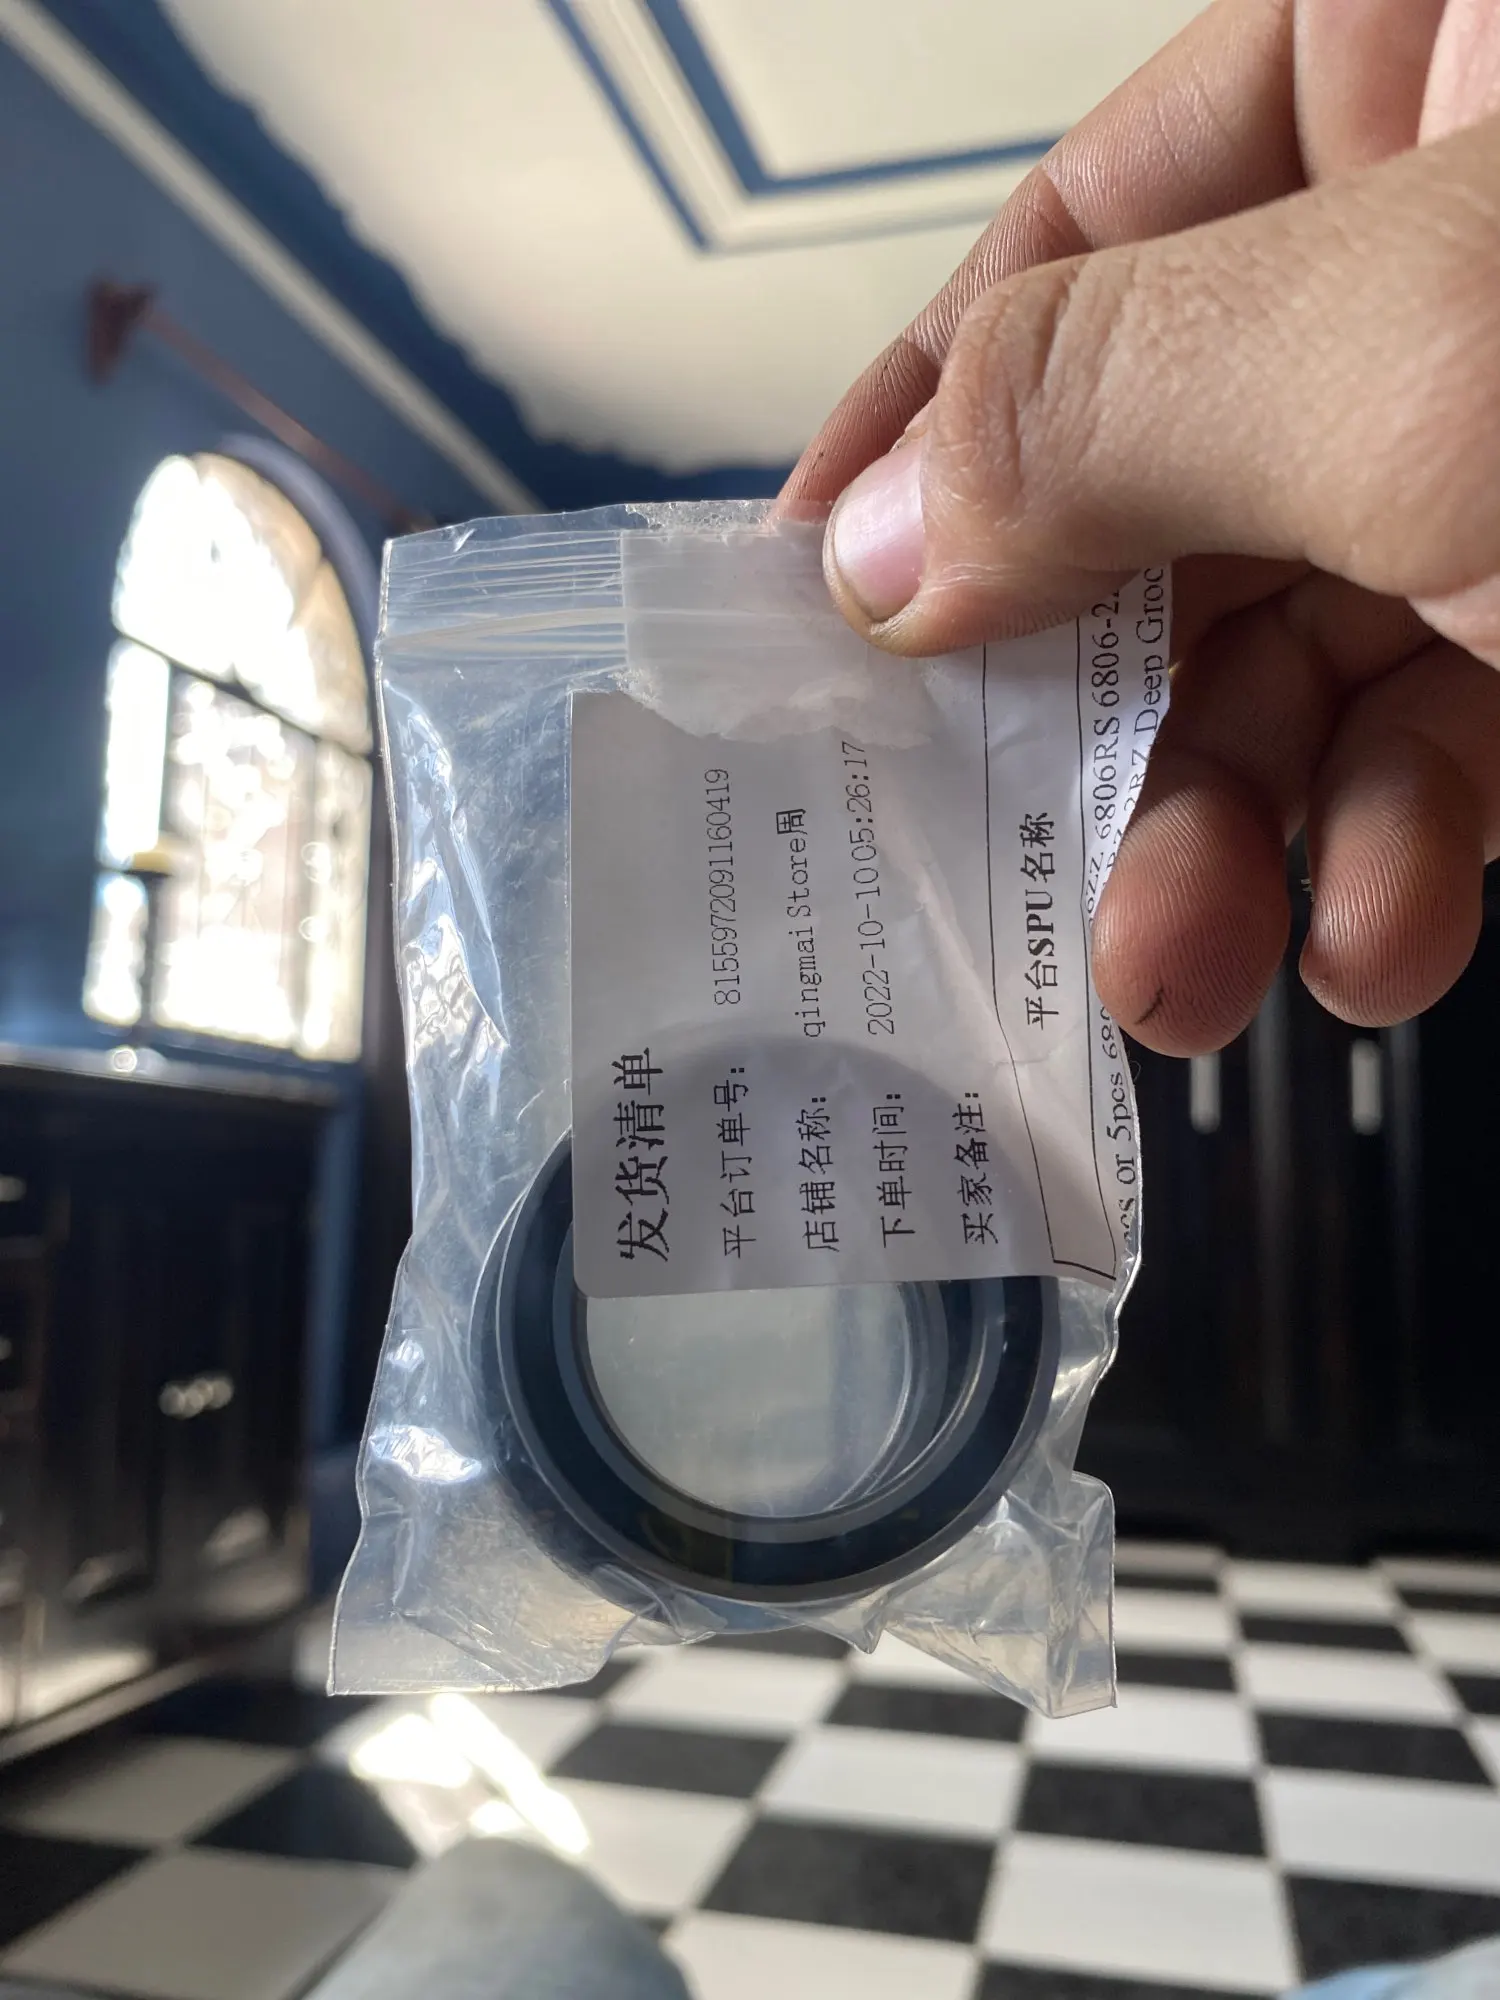 发货清单
平台订单号: 8155972091160419
店铺名称: qingmai Store周
下单时间: 2022-10-10 05:26:17
买家备注:
平台SPU名称
6806RS 6806-2
or 5pcs Deep